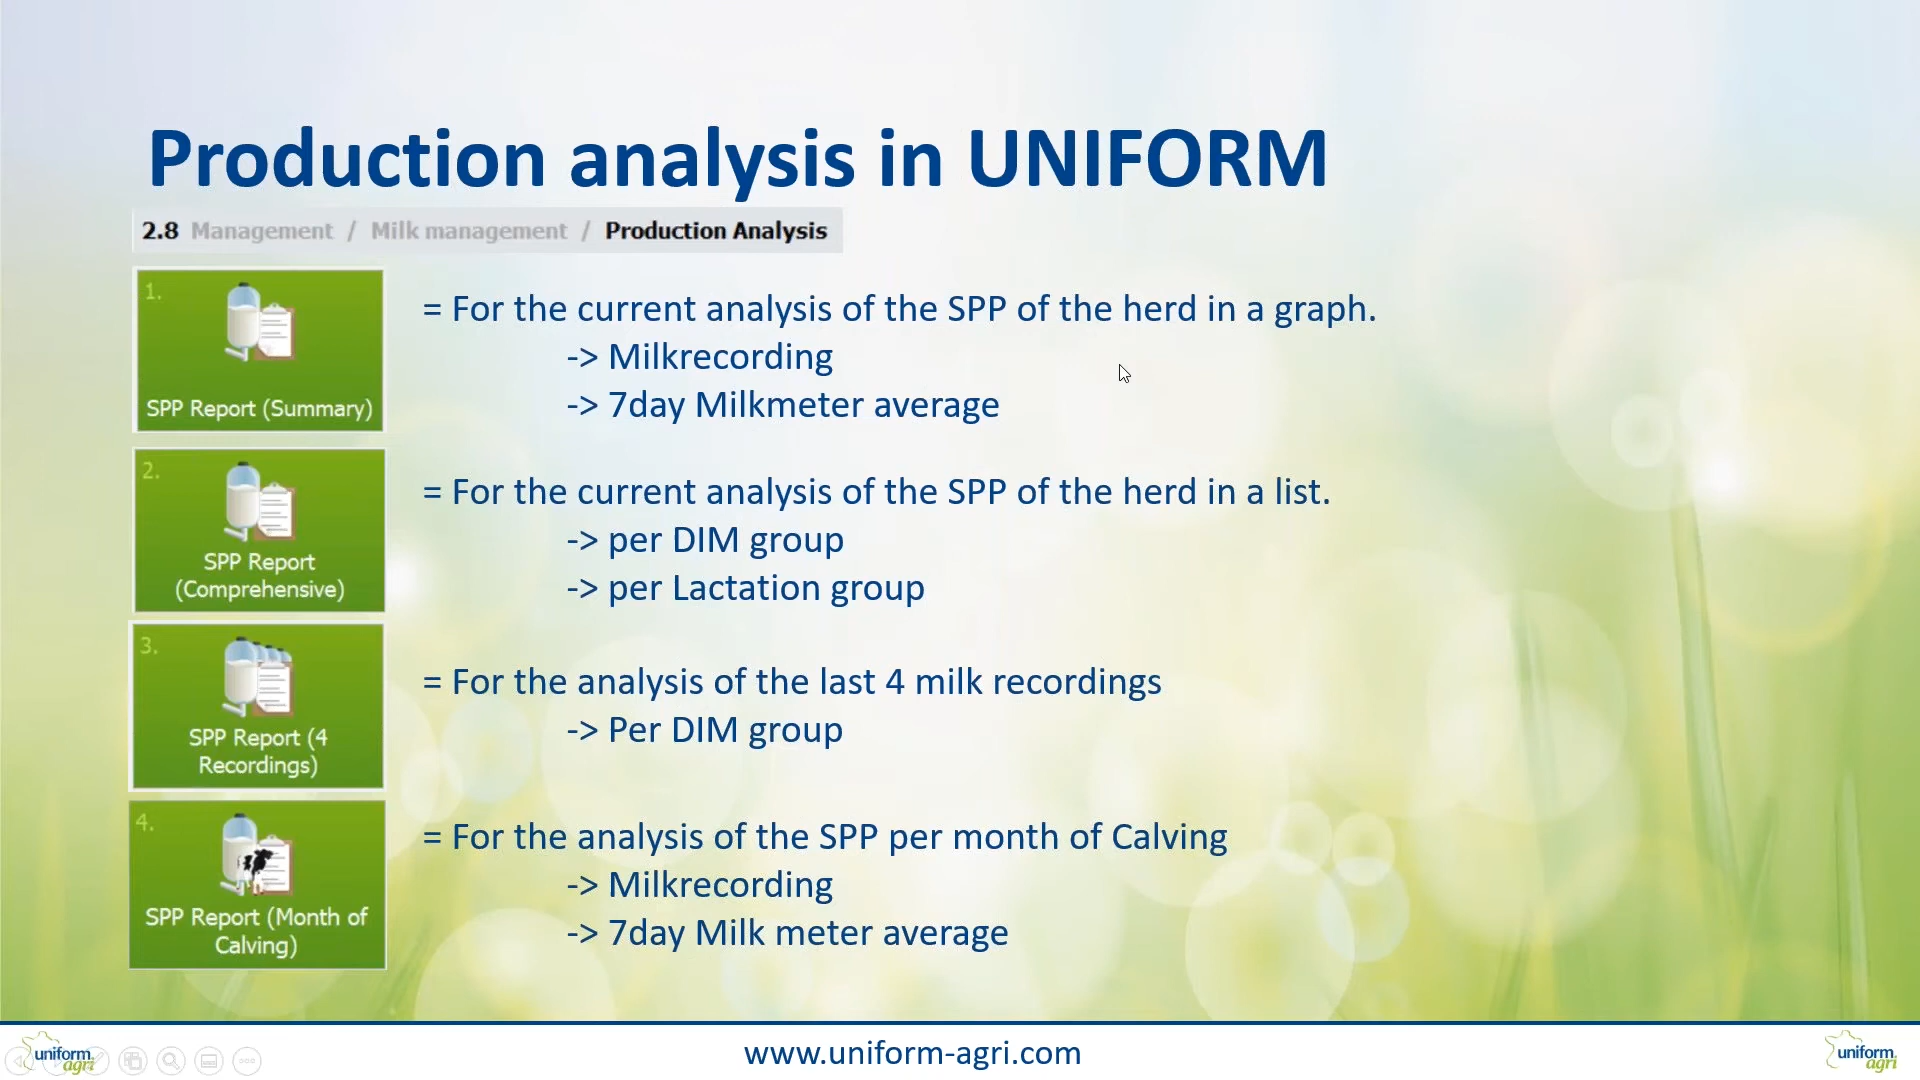 Production analysis in UNIFORM
2.8 Management / Milk management / Production Analysis
1.
SPP Report (Summary)
= For the current analysis of the SPP of the herd in a graph.
-> Milkrecording
-> 7day Milkmeter average
2.
SPP Report
(Comprehensive)
= For the current analysis of the SPP of the herd in a list.
-> per DIM group
-> per Lactation group
3.
SPP Report (4
Recordings)
= For the analysis of the last 4 milk recordings
-> Per DIM group
4.
SPP Report (Month of
Calving)
= For the analysis of the SPP per month of Calving
-> Milkrecording
-> 7day Milk meter average
uniform
agri
www.uniform-agri.com
uniform
agri